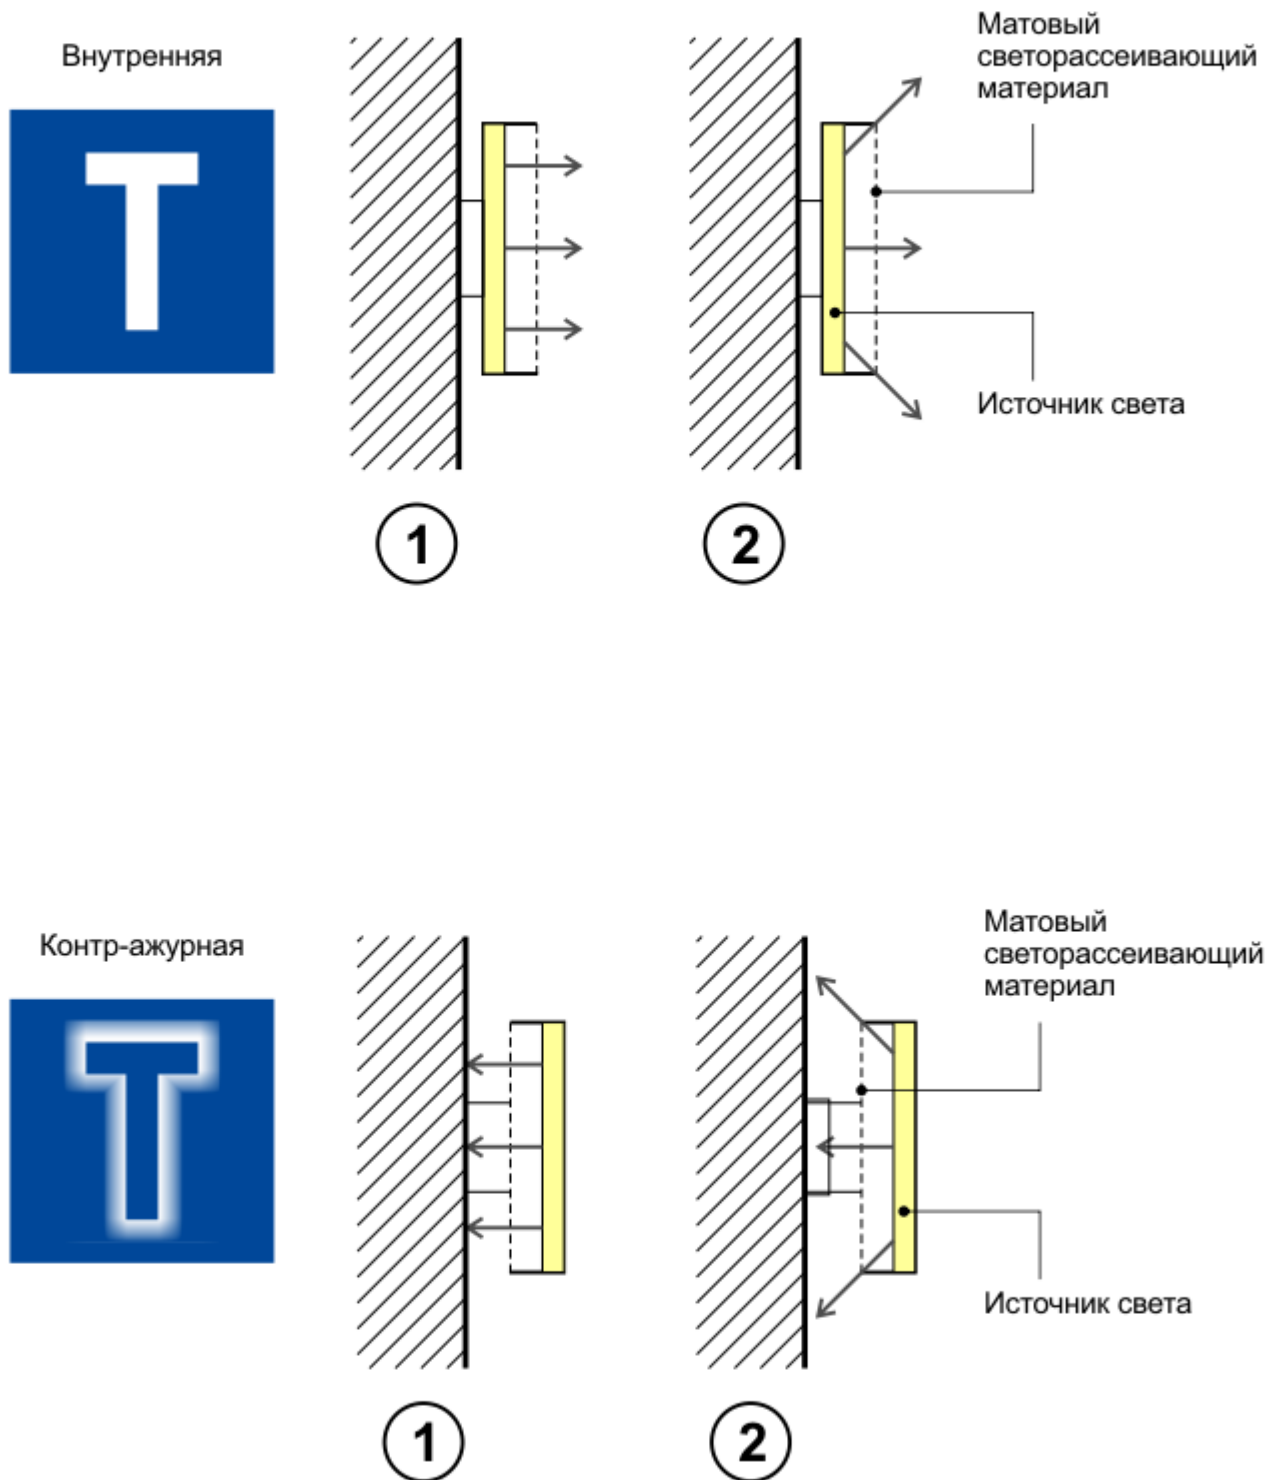 Внутренняя
Матовый
светорассеивающий
материал
T
Источник света
1
2
Контр-ажурная
Матовый
светорассеивающий
материал
T
Источник света
1
2